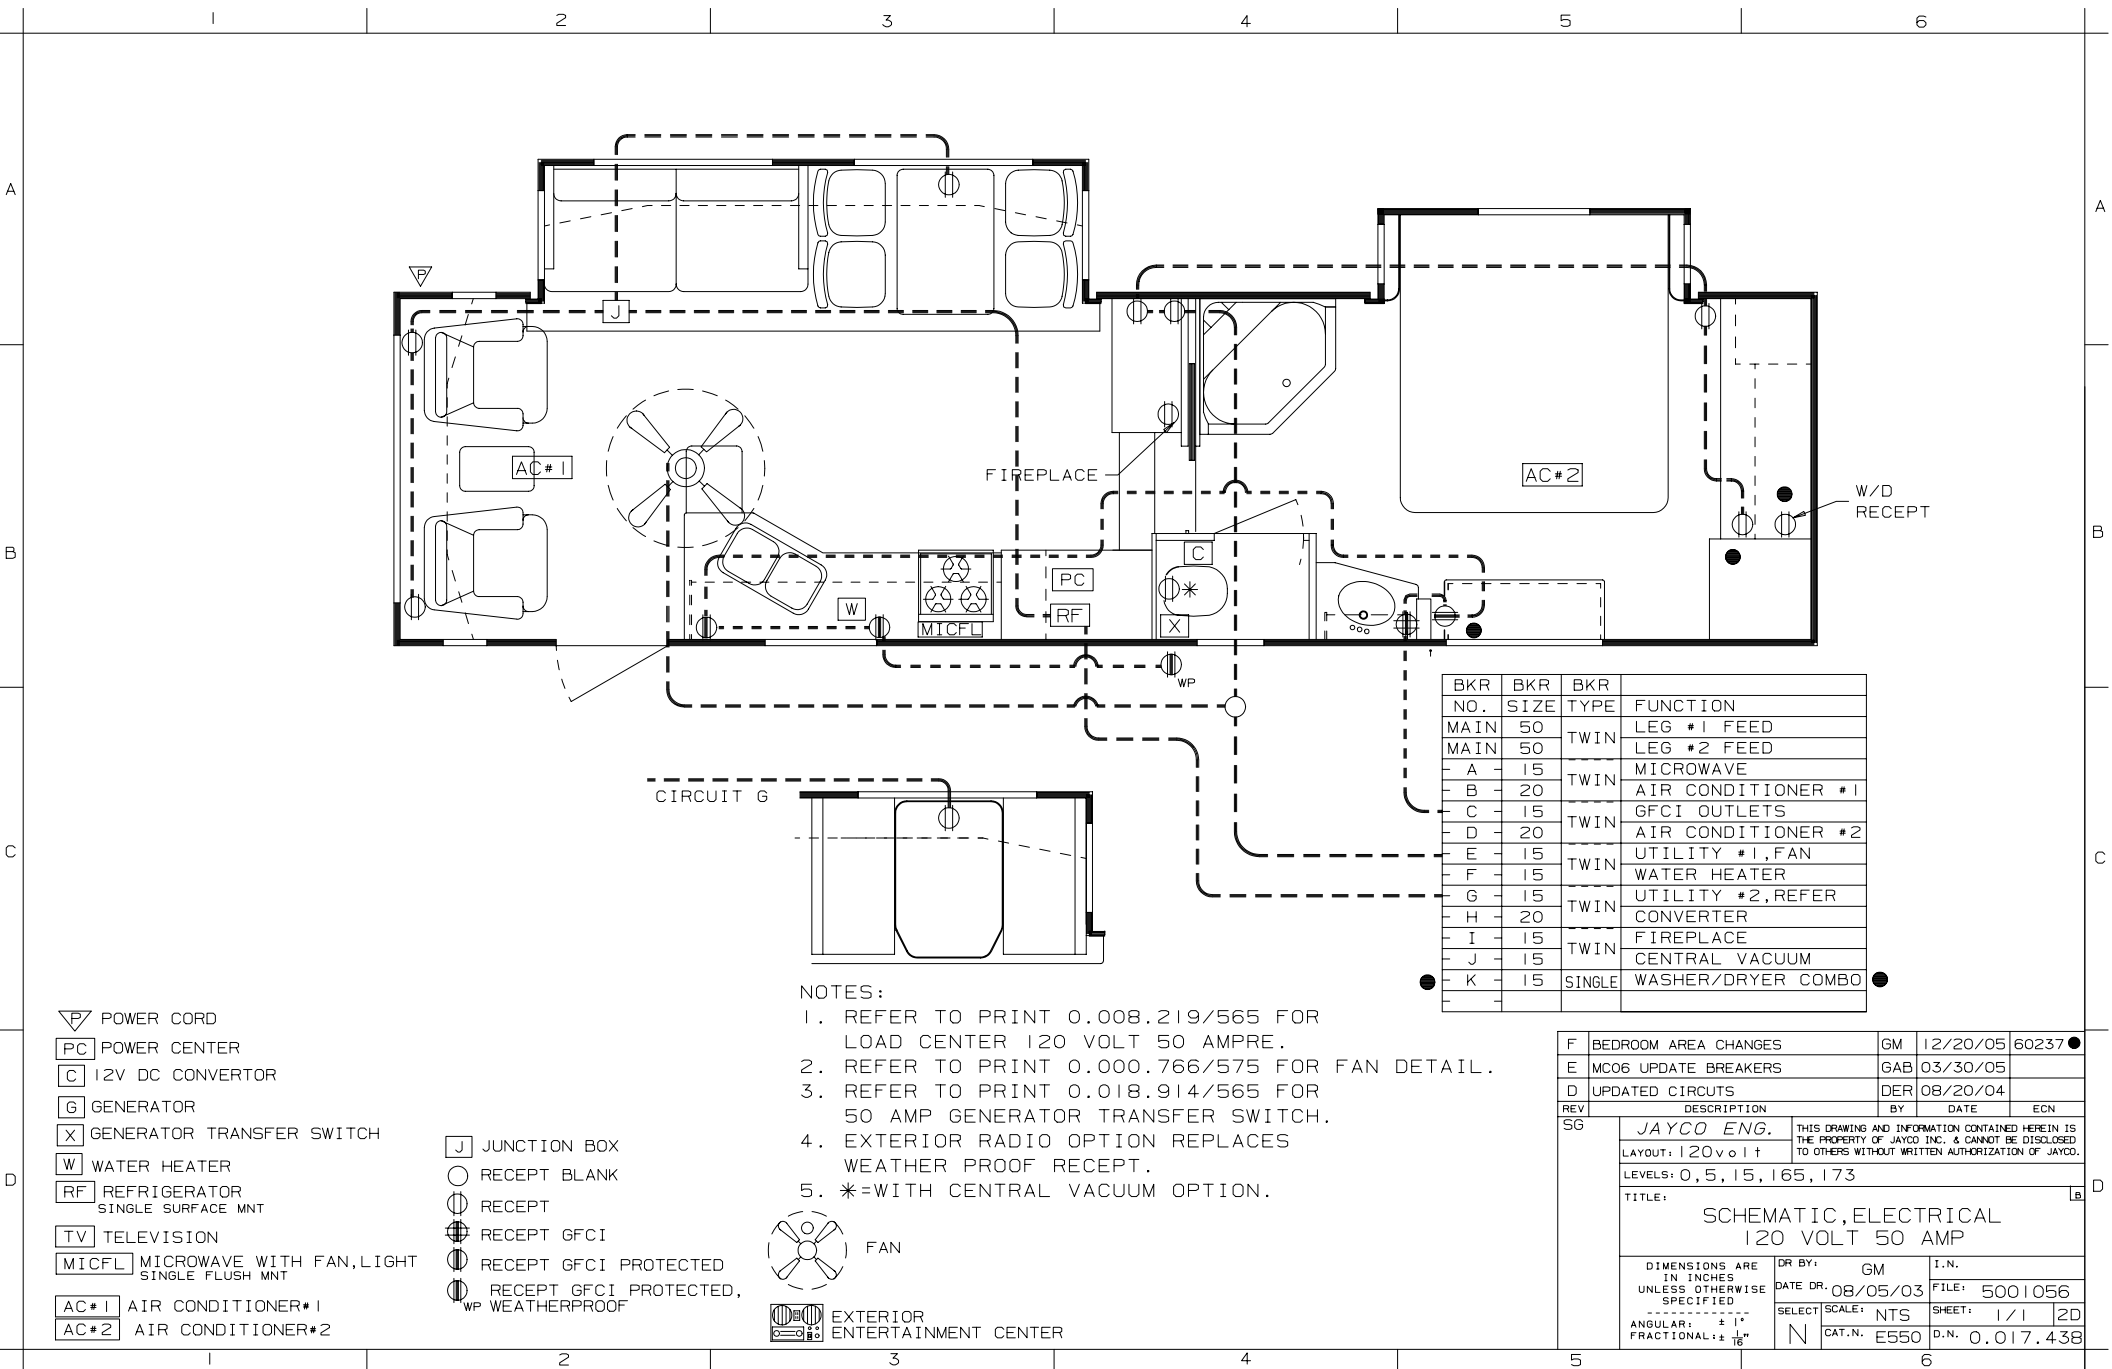 1 2 3 4 5 6
A A
B B
C C
D D
P
J
AC#1
FIREPLACE
AC#2
W/D
RECEPT
C
PC
W
RF
MICFL
X
WP
BKR BKR BKR
NO. SIZE TYPE FUNCTION
MAIN 50 TWIN LEG #1 FEED
MAIN 50 LEG #2 FEED
A 15 TWIN MICROWAVE
B 20 AIR CONDITIONER #1
C 15 TWIN GFCI OUTLETS
D 20 AIR CONDITIONER #2
E 15 TWIN UTILITY #1,FAN
F 15 WATER HEATER
G 15 TWIN UTILITY #2,REFER
H 20 CONVERTER
I 15 TWIN FIREPLACE
J 15 CENTRAL VACUUM
K 15 SINGLE WASHER/DRYER COMBO
CIRCUIT G
NOTES:
1. REFER TO PRINT 0.008.219/565 FOR
LOAD CENTER 120 VOLT 50 AMPRE.
2. REFER TO PRINT 0.000.766/575 FOR FAN DETAIL.
3. REFER TO PRINT 0.018.914/565 FOR
50 AMP GENERATOR TRANSFER SWITCH.
4. EXTERIOR RADIO OPTION REPLACES
WEATHER PROOF RECEPT.
5. *=WITH CENTRAL VACUUM OPTION.
P POWER CORD
PC POWER CENTER
C 12V DC CONVERTOR
G GENERATOR
X GENERATOR TRANSFER SWITCH
W WATER HEATER
RF REFRIGERATOR
SINGLE SURFACE MNT
TV TELEVISION
MICFL MICROWAVE WITH FAN,LIGHT
SINGLE FLUSH MNT
AC#1 AIR CONDITIONER#1
AC#2 AIR CONDITIONER#2
J JUNCTION BOX
RECEPT BLANK
RECEPT
RECEPT GFCI
RECEPT GFCI PROTECTED
RECEPT GFCI PROTECTED,
WP WEATHERPROOF
FAN
EXTERIOR
ENTERTAINMENT CENTER
F BEDROOM AREA CHANGES GM 12/20/05 60237
E MC06 UPDATE BREAKERS GAB 03/30/05
D UPDATED CIRCUTS DER 08/20/04
REV DESCRIPTION BY DATE ECN
SG
JAYCO ENG.
THIS DRAWING AND INFORMATION CONTAINED HEREIN IS
THE PROPERTY OF JAYCO INC. & CANNOT BE DISCLOSED
TO OTHERS WITHOUT WRITTEN AUTHORIZATION OF JAYCO.
LAYOUT: 120volt
LEVELS: 0,5,15,165,173
TITLE: B
SCHEMATIC,ELECTRICAL
120 VOLT 50 AMP
DIMENSIONS ARE
IN INCHES
UNLESS OTHERWISE
SPECIFIED
ANGULAR: ± 1°
FRACTIONAL:± 1/16"
DR BY: GM I.N.
DATE DR. 08/05/03 FILE: 5001056
SELECT N SCALE: NTS SHEET: 1/1 2D
CAT.N. E550 D.N. 0.017.438
1 2 3 4 5 6